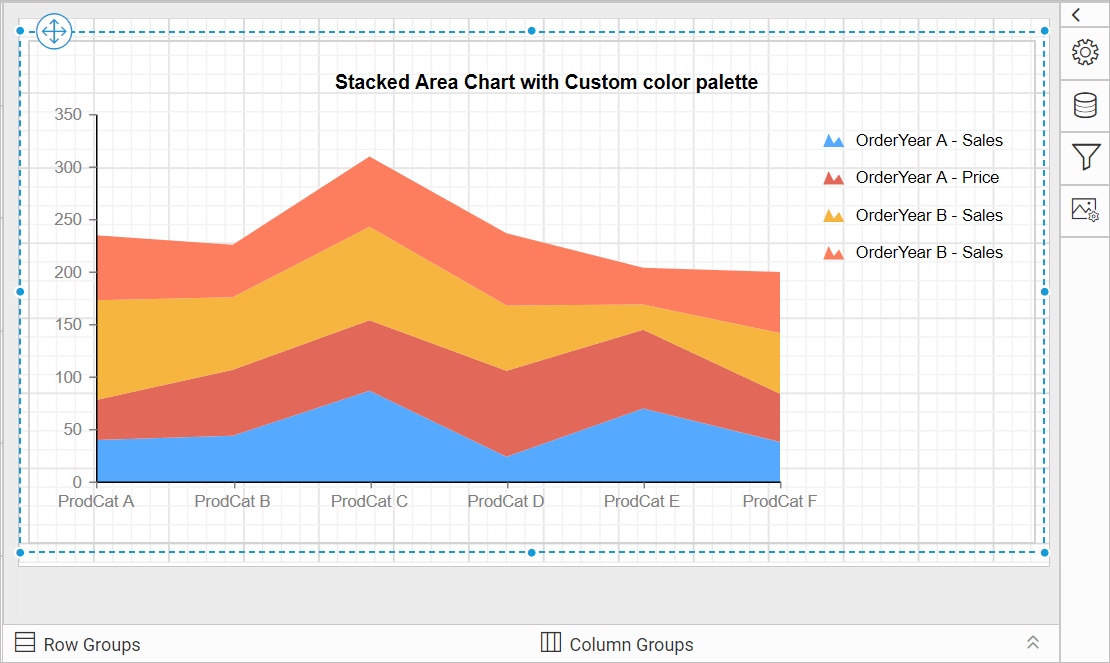 Stacked Area Chart with Custom color palette
350
300
250
200
150
100
50
0
ProdCat A ProdCat B ProdCat C ProdCat D ProdCat E ProdCat F
OrderYear A - Sales
OrderYear A - Price
OrderYear B - Sales
OrderYear B - Sales
Row Groups Column Groups